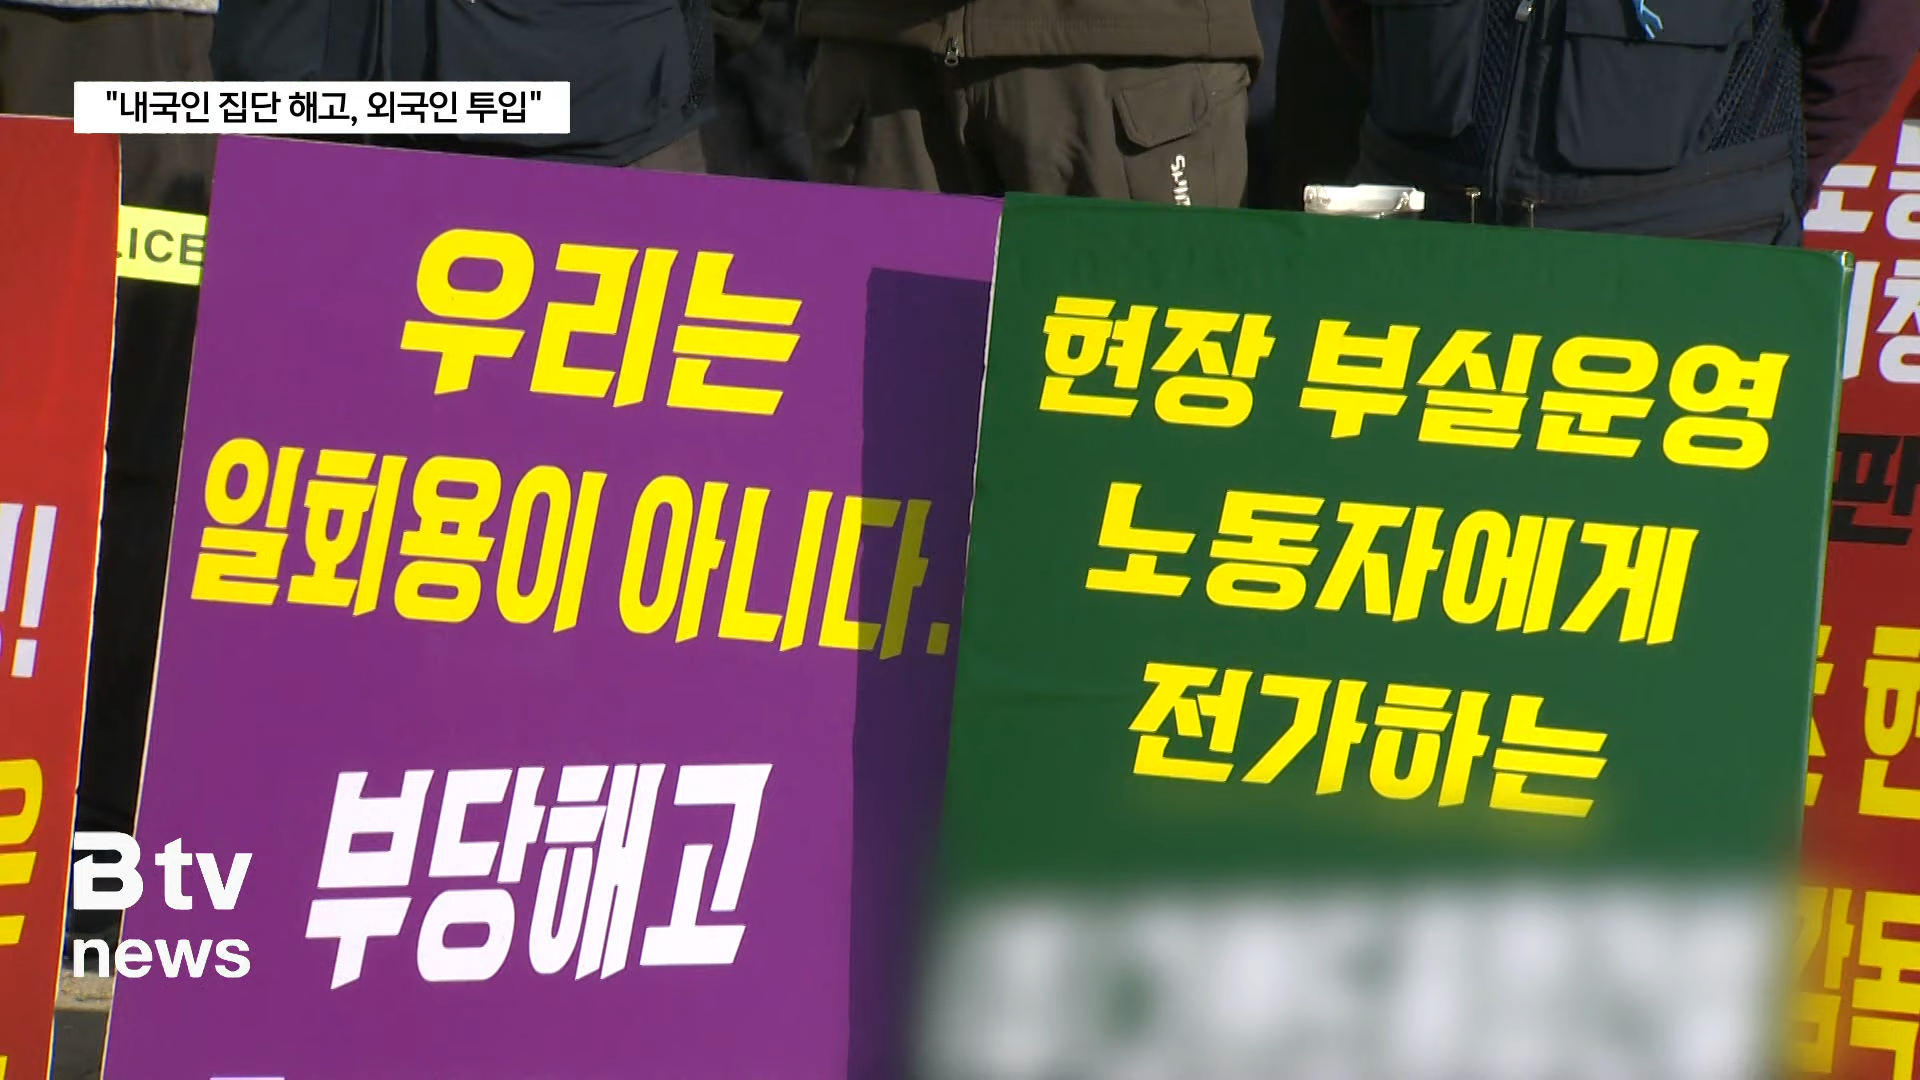 "내국인 집단 해고, 외국인 투입"
우리는
일회용이 아니다.
부당해고
현장 부실운영
노동자에게
전가하는
B tv
news